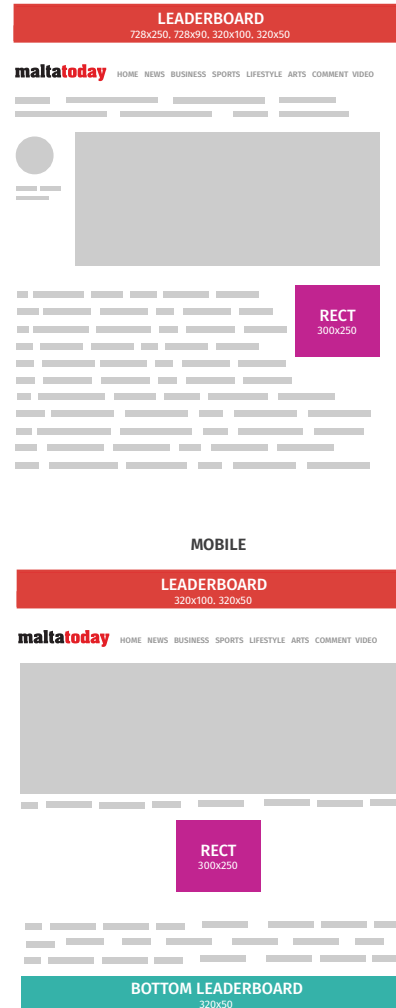 LEADERBOARD
728x250, 728x90, 320x100, 320x50
maltatoday HOME NEWS BUSINESS SPORTS LIFESTYLE ARTS COMMENT VIDEO
RECT
300x250
MOBILE
LEADERBOARD
320x100, 320x50
maltatoday HOME NEWS BUSINESS SPORTS LIFESTYLE ARTS COMMENT VIDEO
RECT
300x250
BOTTOM LEADERBOARD
320x50